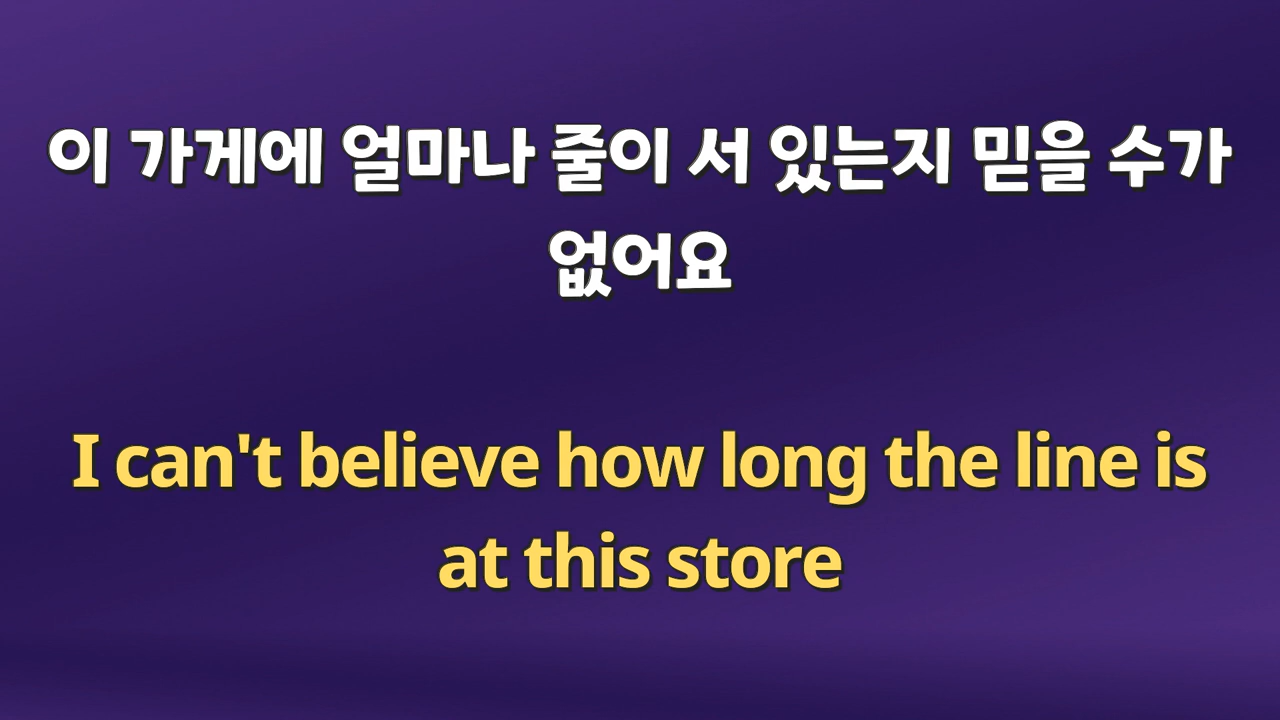 이 가게에 얼마나 줄이 서 있는지 믿을 수가
없어요
I can't believe how long the line is
at this store